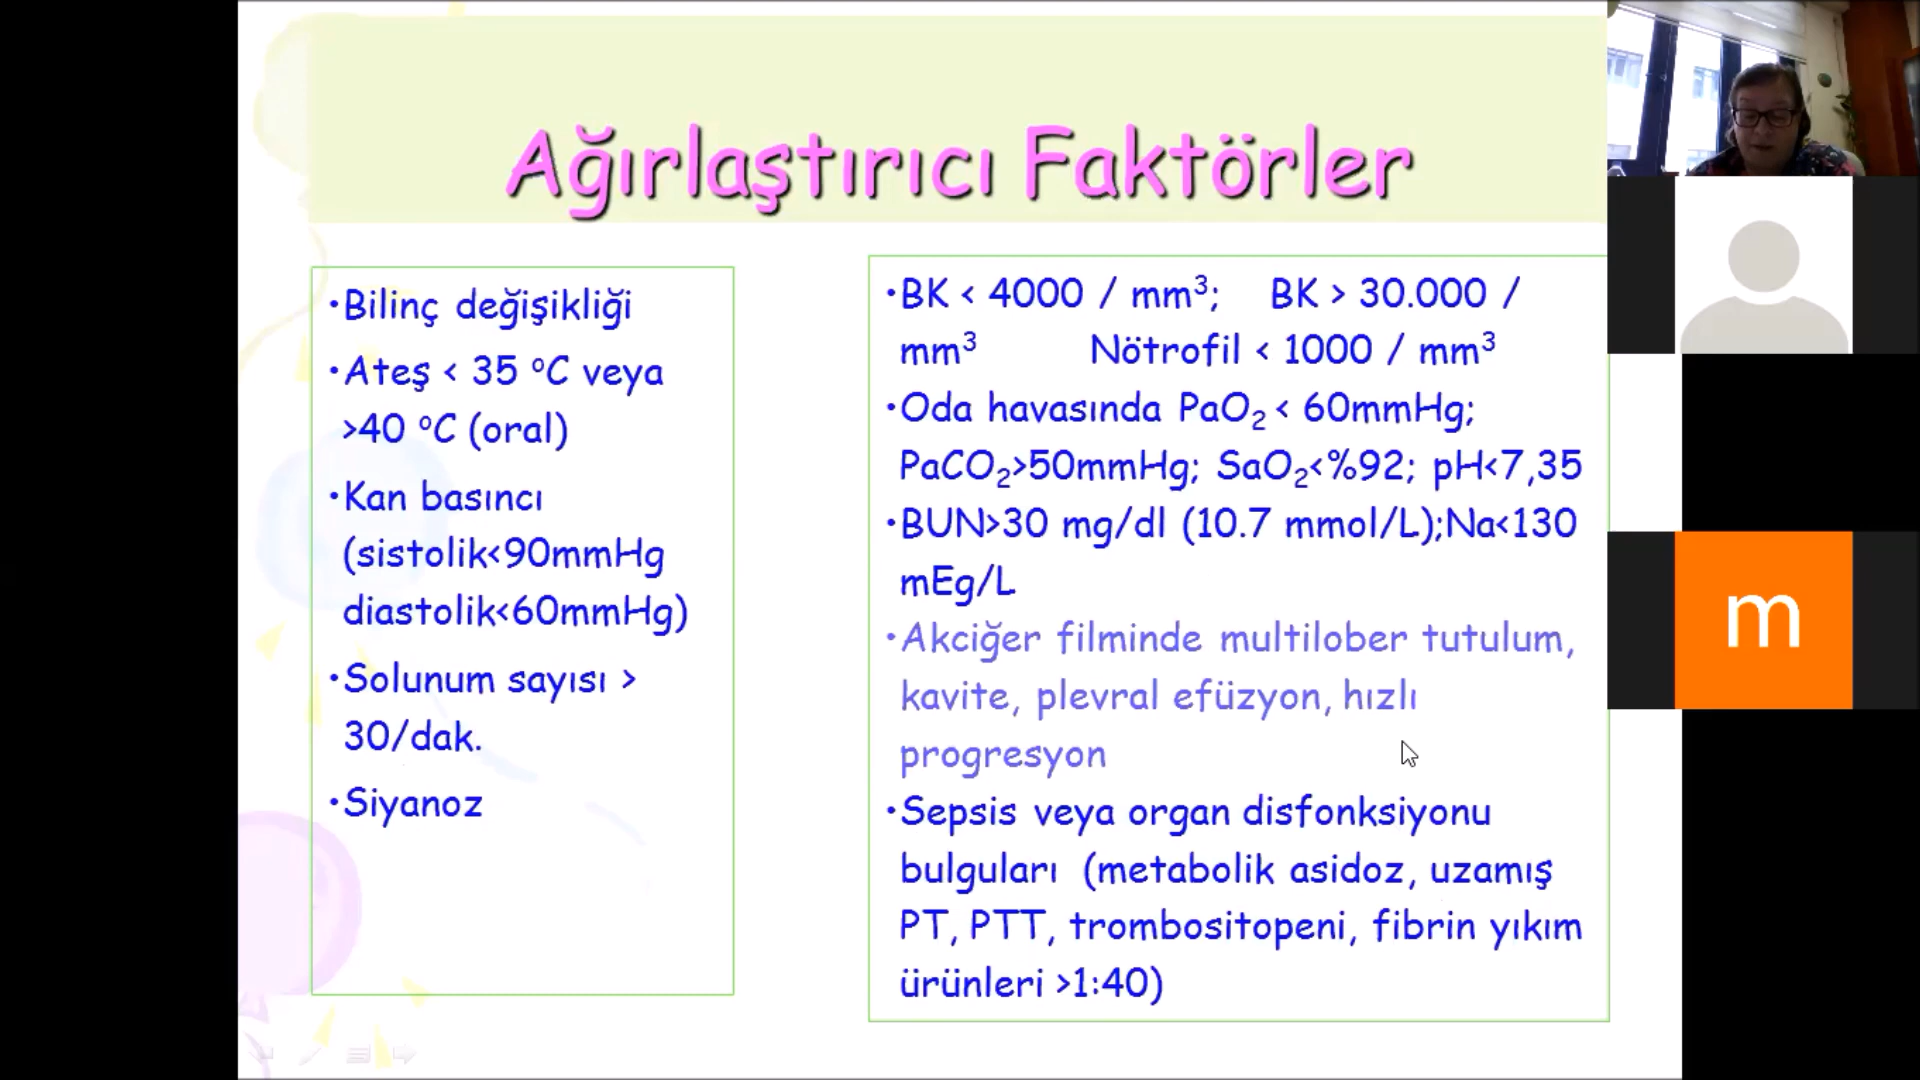 Ağırlaştırıcı Faktörler
•Bilinç değişikliği
•Ateş < 35 ⁰C veya
>40 ⁰C (oral)
•Kan basıncı
(sistolik<90mmHg
diastolik<60mmHg)
•Solunum sayısı >
30/dak.
•Siyanoz
•BK < 4000 / mm³; BK > 30.000 /
mm³ Nötrofil < 1000 / mm³
•Oda havasında PaO₂ < 60mmHg;
PaCO₂>50mmHg; SaO₂<%92; pH<7,35
•BUN>30 mg/dl (10.7 mmol/L);Na<130
mEg/L
•Akciğer filminde multilober tutulum,
kavite, plevral efüzyon, hızlı
progresyon
•Sepsis veya organ disfonksiyonu
bulguları (metabolik asidoz, uzamış
PT, PTT, trombositopeni, fibrin yıkım
ürünleri >1:40)
m